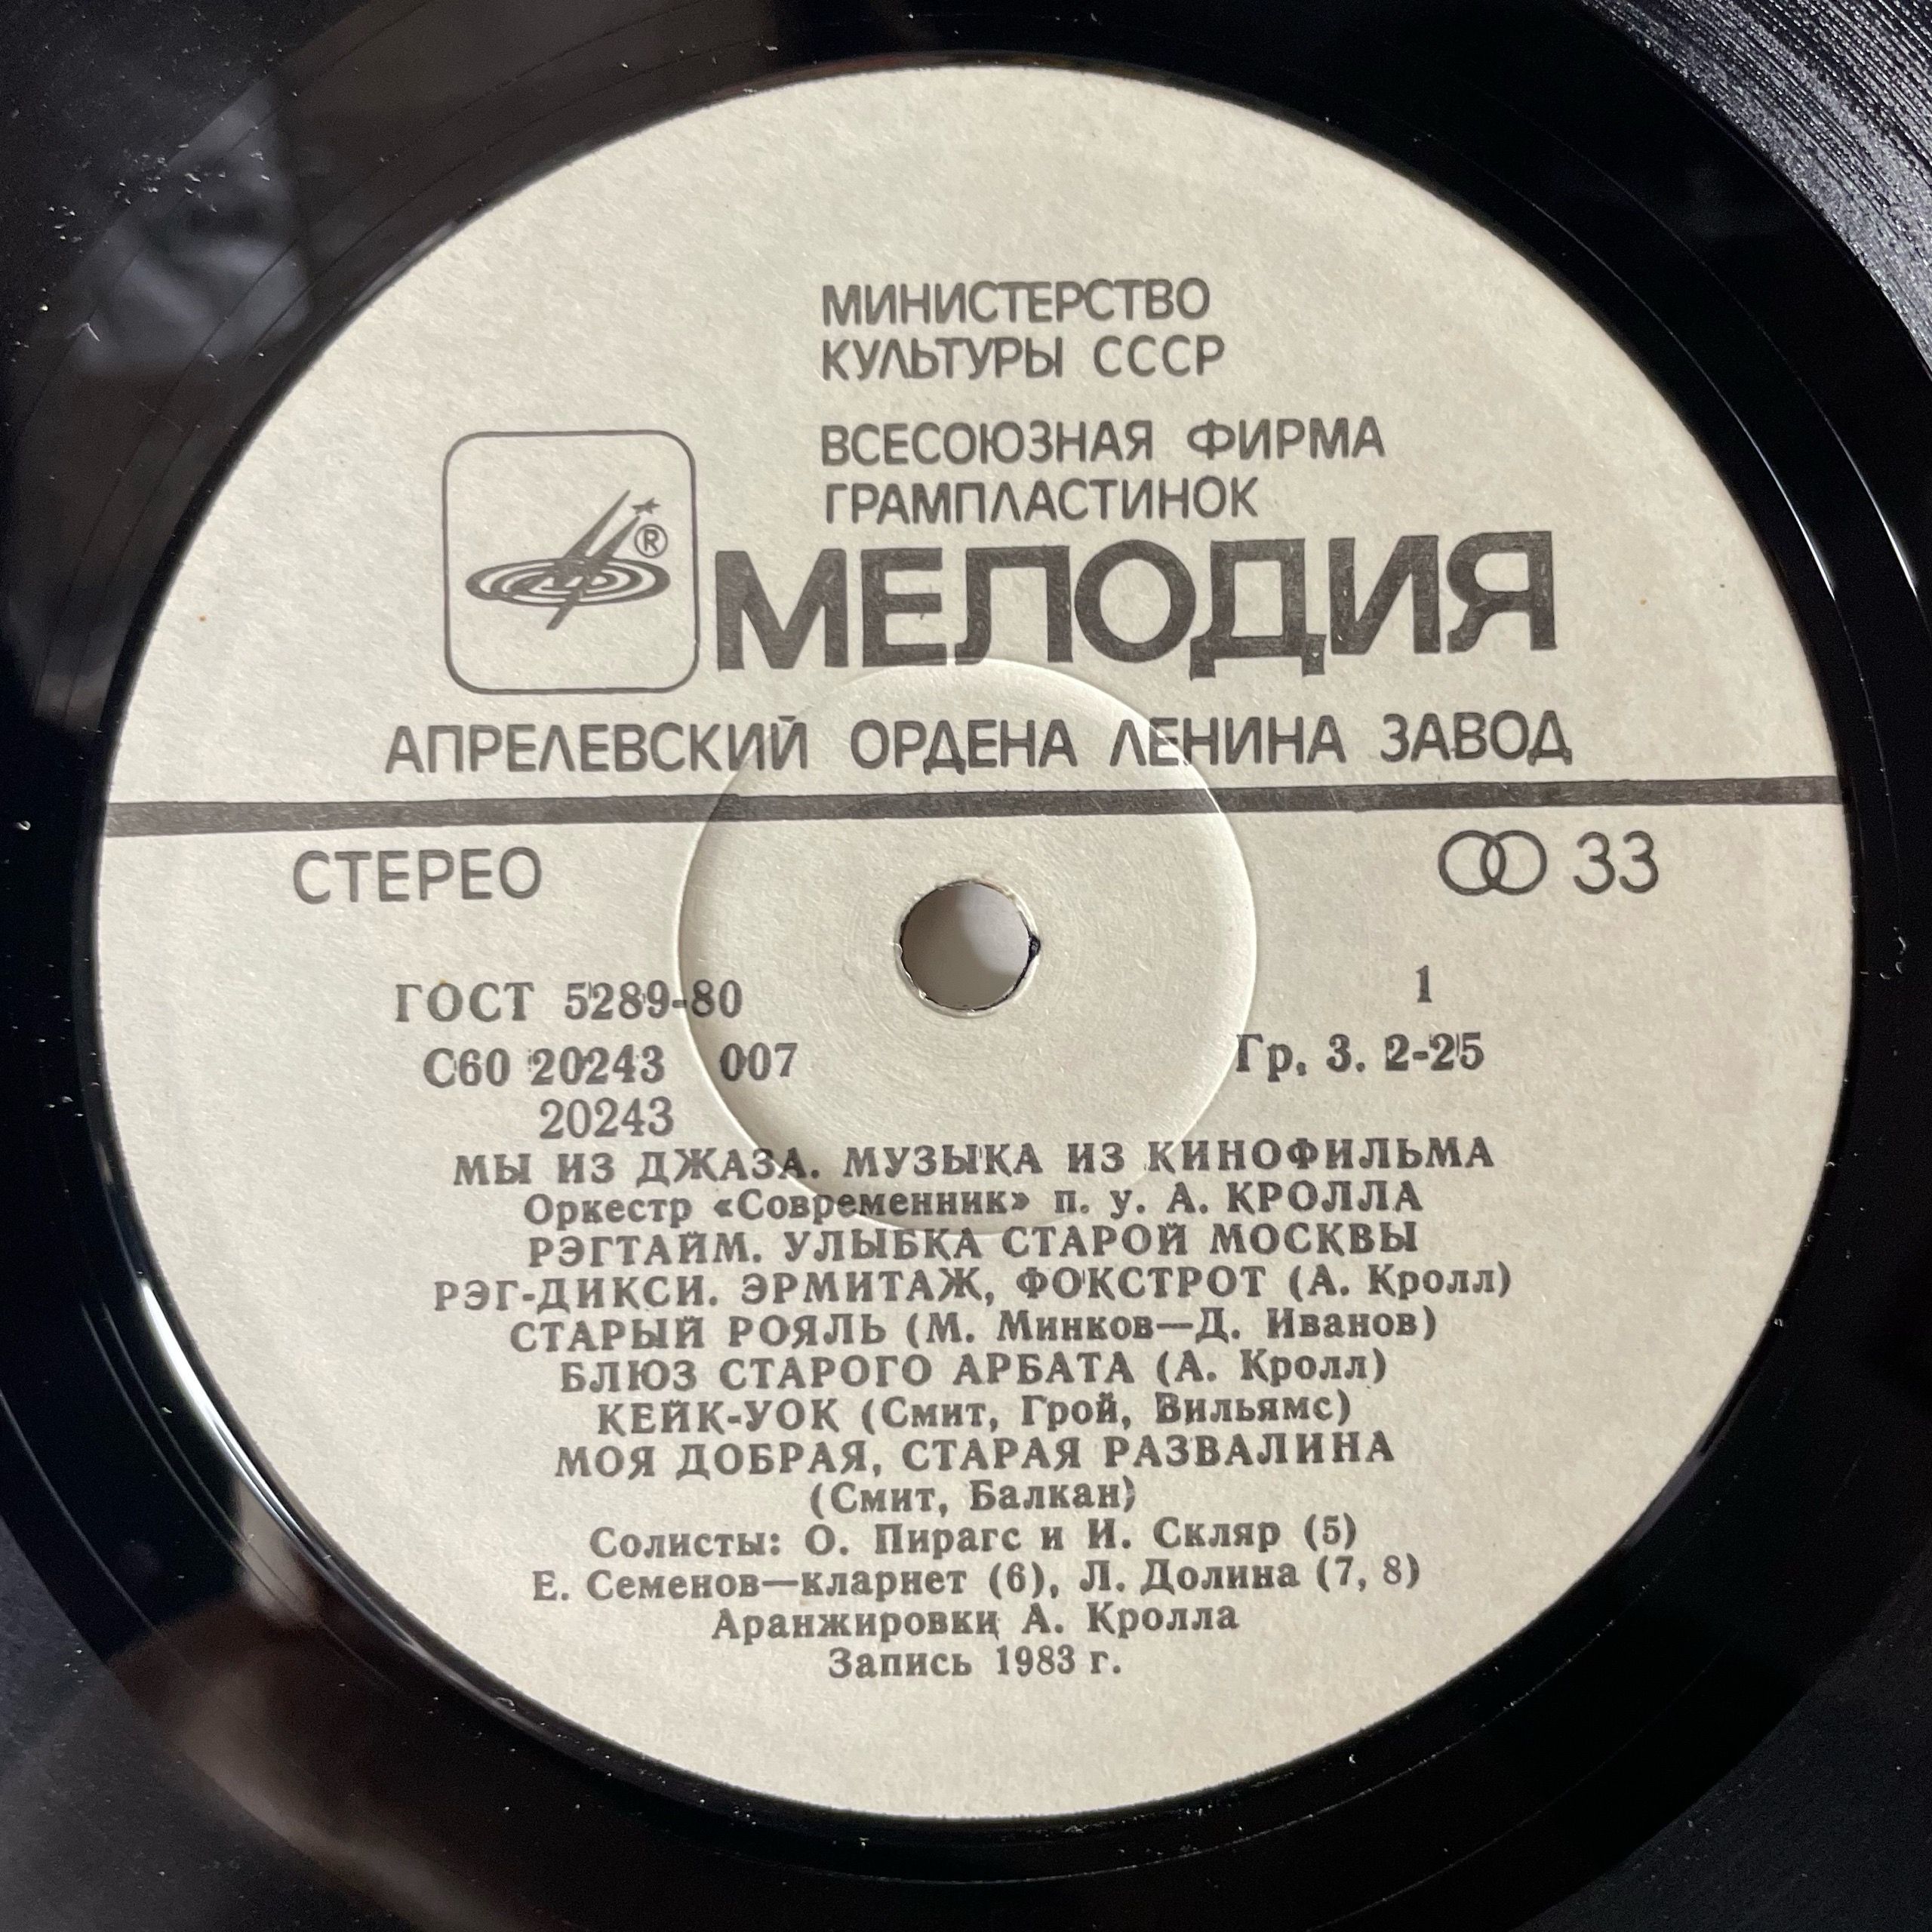 МИНИСТЕРСТВО
КУЛЬТУРЫ СССР
ВСЕСОЮЗНАЯ ФИРМА
ГРАМПЛАСТИНОК
®
МЕЛОДИЯ
АПРЕЛЕВСКИЙ ОРДЕНА ЛЕНИНА ЗАВОД
СТЕРЕО 33
ГОСТ 5289-80 1
С60 20243 007 Гр. 3. 2-25
20243
МЫ ИЗ ДЖАЗА. МУЗЫКА ИЗ КИНОФИЛЬМА
Оркестр «Современник» п. у. А. КРОЛЛА
РЭГТАЙМ. УЛЫБКА СТАРОЙ МОСКВЫ
РЭГ-ДИКСИ. ЭРМИТАЖ, ФОКСТРОТ (А. Кролл)
СТАРЫЙ РОЯЛЬ (М. Минков—Д. Иванов)
БЛЮЗ СТАРОГО АРБАТА (А. Кролл)
КЕЙК-УОК (Смит, Грой, Вильямс)
МОЯ ДОБРАЯ, СТАРАЯ РАЗВАЛИНА
(Смит, Балкан)
Солисты: О. Пирагс и И. Скляр (5)
Е. Семенов—кларнет (6), Л. Долина (7, 8)
Аранжировки А. Кролла
Запись 1983 г.